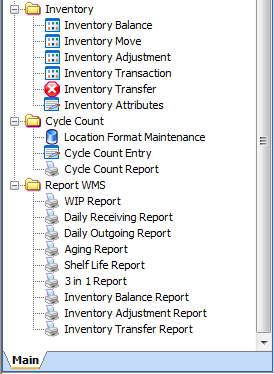 Inventory
Inventory Balance
Inventory Move
Inventory Adjustment
Inventory Transaction
Inventory Transfer
Inventory Attributes
Cycle Count
Location Format Maintenance
Cycle Count Entry
Cycle Count Report
Report WMS
WIP Report
Daily Receiving Report
Daily Outgoing Report
Aging Report
Shelf Life Report
3 in 1 Report
Inventory Balance Report
Inventory Adjustment Report
Inventory Transfer Report
Main